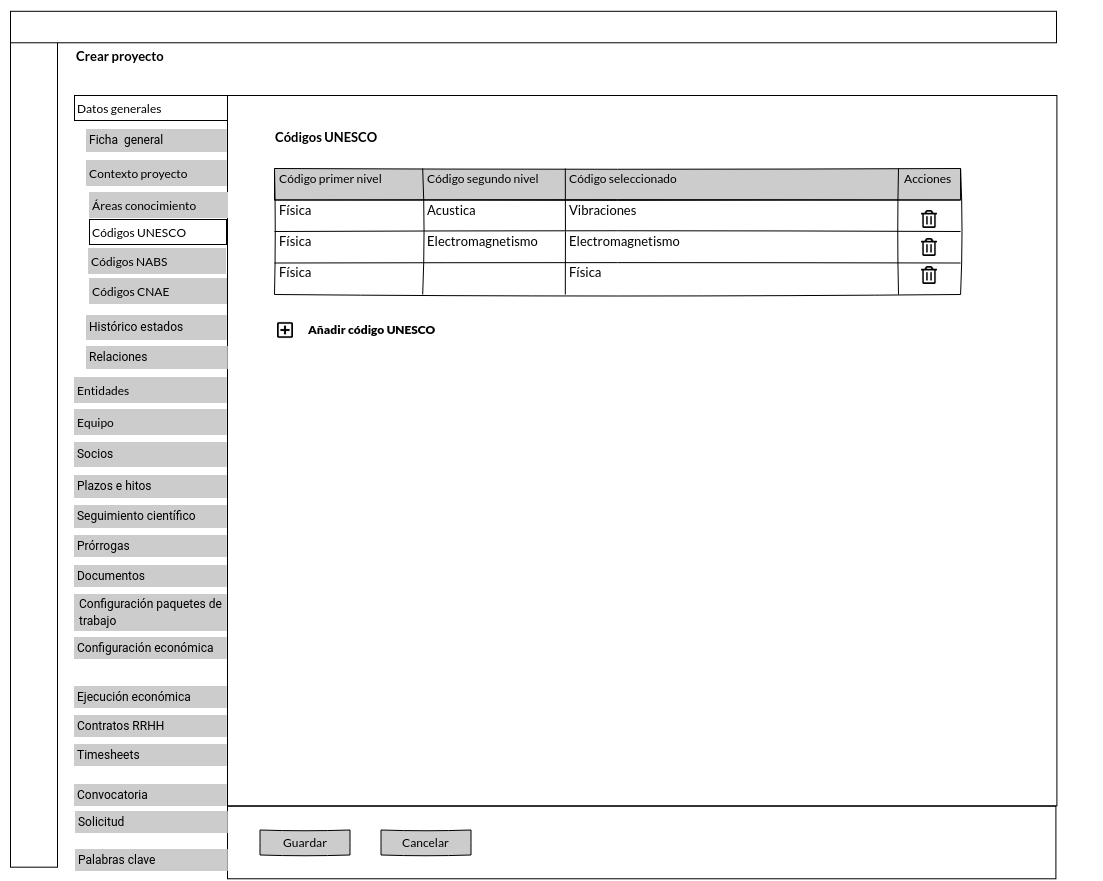 Crear proyecto
Datos generales
Ficha  general
Contexto proyecto
Áreas conocimiento
Códigos UNESCO
Códigos NABS
Códigos CNAE
Histórico estados
Relaciones
Entidades
Equipo
Socios
Plazos e hitos
Seguimiento científico
Prórrogas
Documentos
Configuración paquetes de
trabajo
Configuración económica
Ejecución económica
Contratos RRHH
Timesheets
Convocatoria
Solicitud
Palabras clave
Códigos UNESCO
Código primer nivel Código segundo nivel Código seleccionado Acciones
Física Acustica Vibraciones
Física Electromagnetismo Electromagnetismo
Física Física
Añadir código UNESCO
Guardar Cancelar